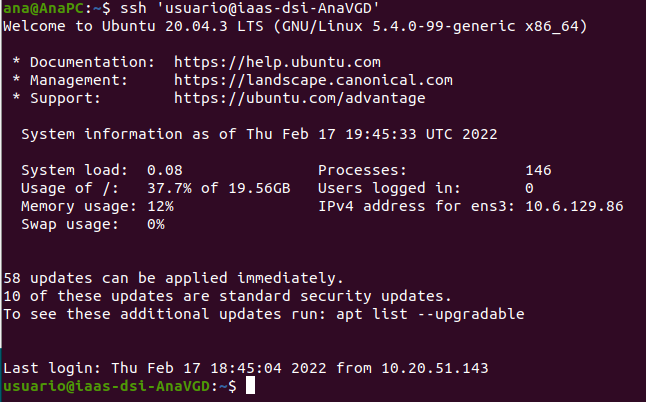 ana@AnaPC:~$ ssh 'usuario@iaas-dsi-AnaVGD'
Welcome to Ubuntu 20.04.3 LTS (GNU/Linux 5.4.0-99-generic x86_64)
* Documentation:  https://help.ubuntu.com
* Management:     https://landscape.canonical.com
* Support:        https://ubuntu.com/advantage
System information as of Thu Feb 17 19:45:33 UTC 2022
System load:  0.08               Processes:             146
Usage of /:   37.7% of 19.56GB   Users logged in:       0
Memory usage: 12%                IPv4 address for ens3: 10.6.129.86
Swap usage:   0%
58 updates can be applied immediately.
10 of these updates are standard security updates.
To see these additional updates run: apt list --upgradable
Last login: Thu Feb 17 18:45:04 2022 from 10.20.51.143
usuario@iaas-dsi-AnaVGD:~$